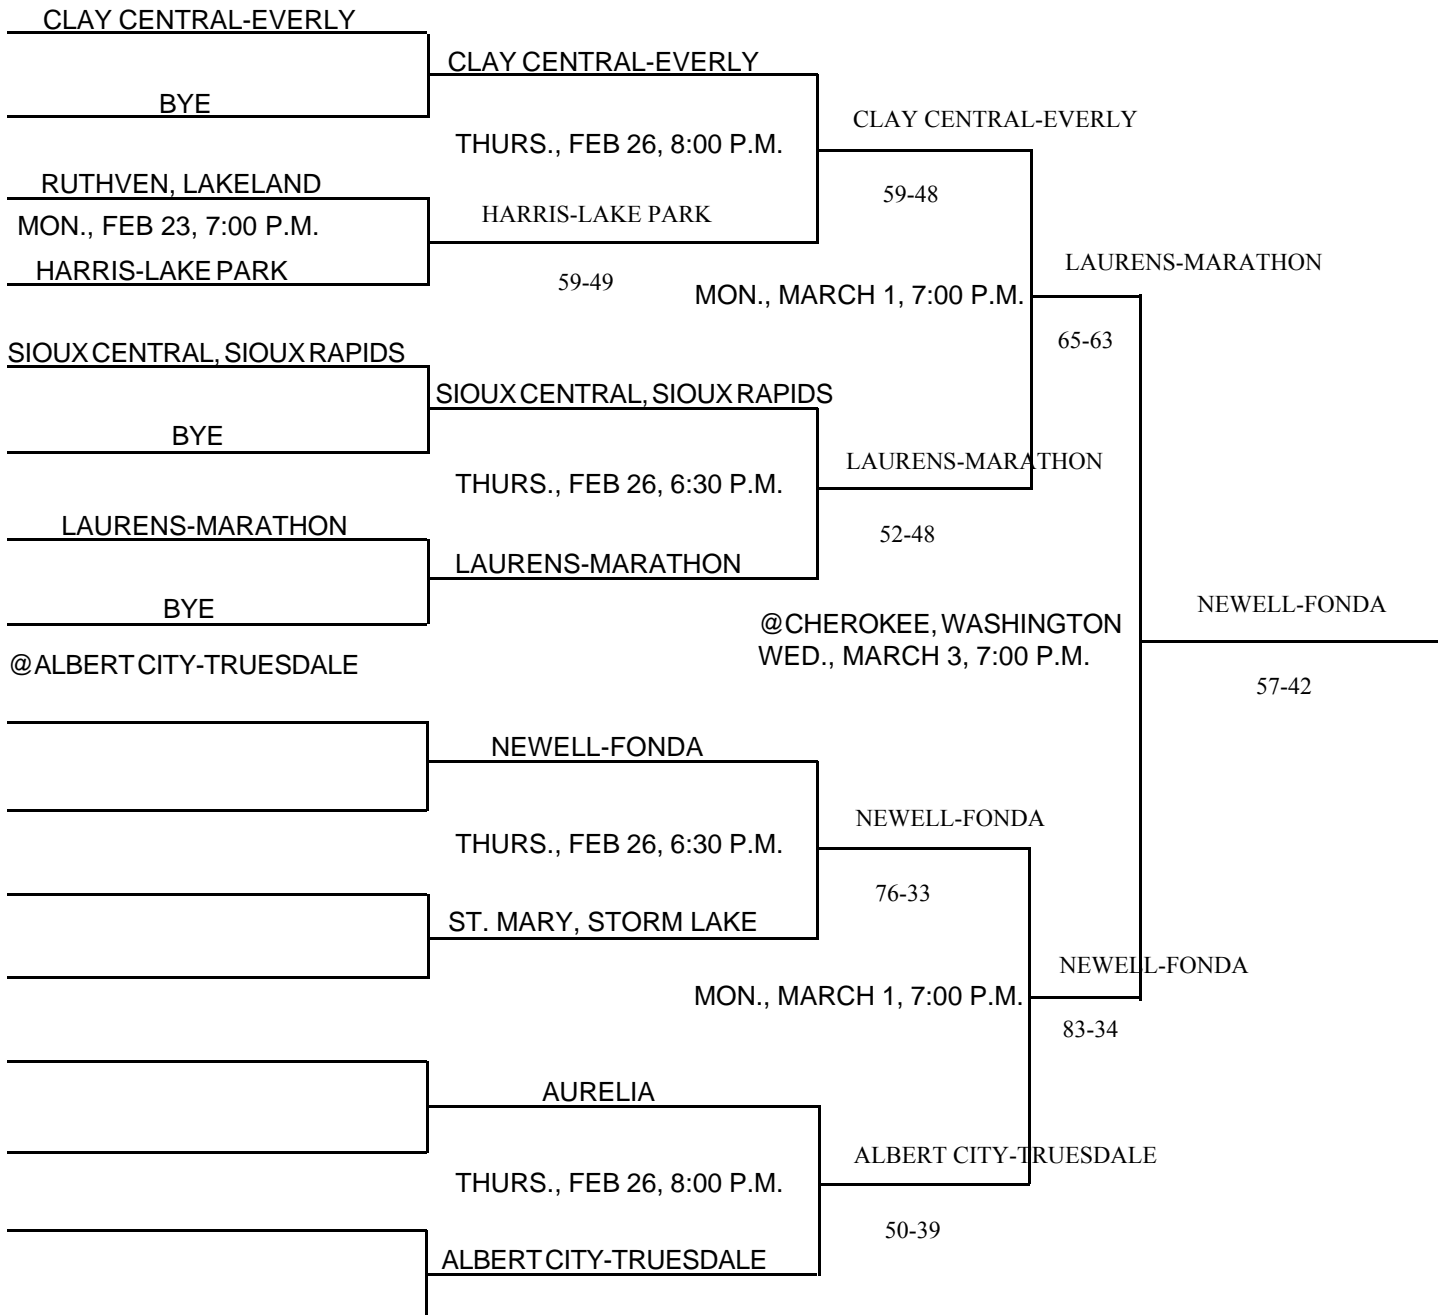 CLAY CENTRAL-EVERLY
CLAY CENTRAL-EVERLY
BYE
CLAY CENTRAL-EVERLY
THURS., FEB 26, 8:00 P.M.
RUTHVEN, LAKELAND
59-48
HARRIS-LAKE PARK
MON., FEB 23, 7:00 P.M.
HARRIS-LAKE PARK
LAURENS-MARATHON
59-49
MON., MARCH 1, 7:00 P.M.
65-63
SIOUX CENTRAL, SIOUX RAPIDS
SIOUX CENTRAL, SIOUX RAPIDS
BYE
LAURENS-MARATHON
THURS., FEB 26, 6:30 P.M.
LAURENS-MARATHON
52-48
LAURENS-MARATHON
BYE
NEWELL-FONDA
@CHEROKEE, WASHINGTON
WED., MARCH 3, 7:00 P.M.
@ALBERT CITY-TRUESDALE
57-42
NEWELL-FONDA
NEWELL-FONDA
THURS., FEB 26, 6:30 P.M.
76-33
ST. MARY, STORM LAKE
NEWELL-FONDA
MON., MARCH 1, 7:00 P.M.
83-34
AURELIA
ALBERT CITY-TRUESDALE
THURS., FEB 26, 8:00 P.M.
50-39
ALBERT CITY-TRUESDALE